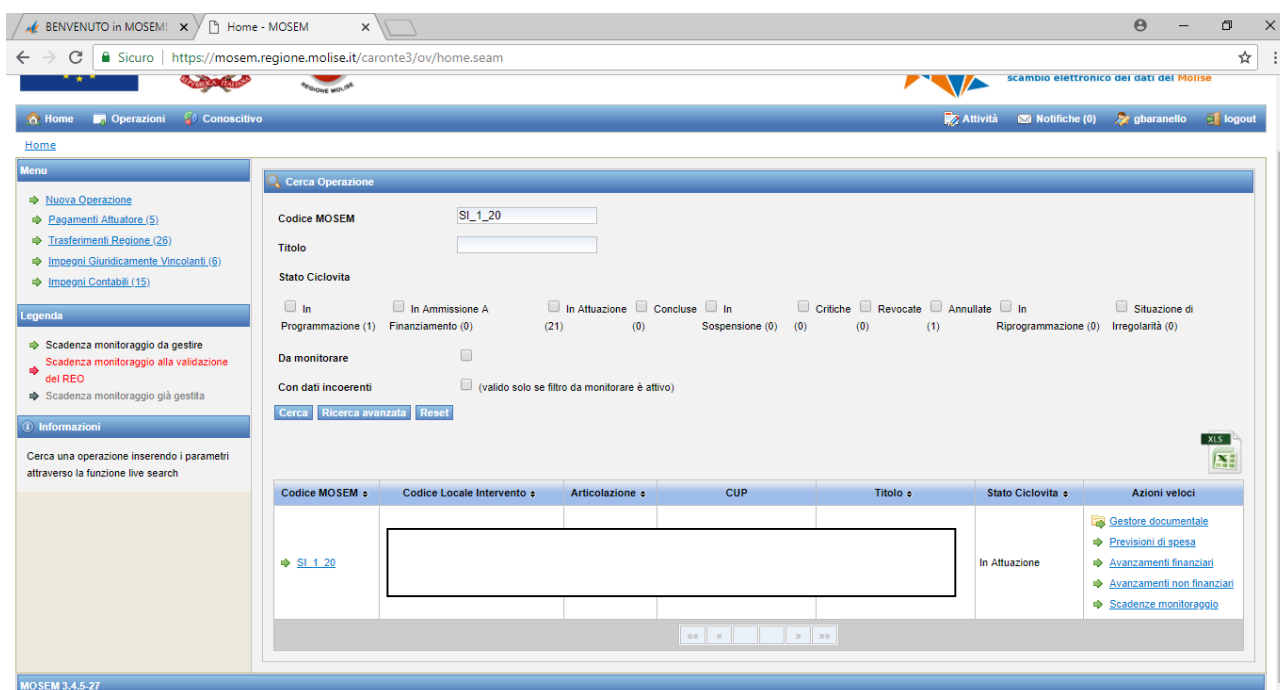 BENVENUTO in MOSEM!
Home - MOSEM
Sicuro | https://mosem.regione.molise.it/caronte3/ov/home.seam
REPVBBLICA ITALIANA
REGIONE MOLISE
scambio elettronico dei dati del Molise
Home Operazioni Conoscitivo Attività Notifiche (0) gbaranello logout
Home
Menu
Nuova Operazione
Pagamenti Attuatore (5)
Trasferimenti Regione (26)
Impegni Giuridicamente Vincolanti (6)
Impegni Contabili (15)
Legenda
Scadenza monitoraggio da gestire
Scadenza monitoraggio alla validazione
del REO
Scadenza monitoraggio già gestita
Informazioni
Cerca una operazione inserendo i parametri
attraverso la funzione live search
Cerca Operazione
Codice MOSEM SI_1_20
Titolo
Stato Ciclovita
In Programmazione (1)
In Ammissione A Finanziamento (0)
In Attuazione (21)
Concluse (0)
In Sospensione (0)
Critiche (0)
Revocate (0)
Annullate (1)
In Riprogrammazione (0)
Situazione di Irregolarità (0)
Da monitorare
Con dati incoerenti (valido solo se filtro da monitorare è attivo)
Cerca Ricerca avanzata Reset
XLS
Codice MOSEM Codice Locale Intervento Articolazione CUP Titolo Stato Ciclovita Azioni veloci
SI_1_20
In Attuazione
Gestore documentale
Previsioni di spesa
Avanzamenti finanziari
Avanzamenti non finanziari
Scadenze monitoraggio
«« « » »»
MOSEM 3.4.5-27